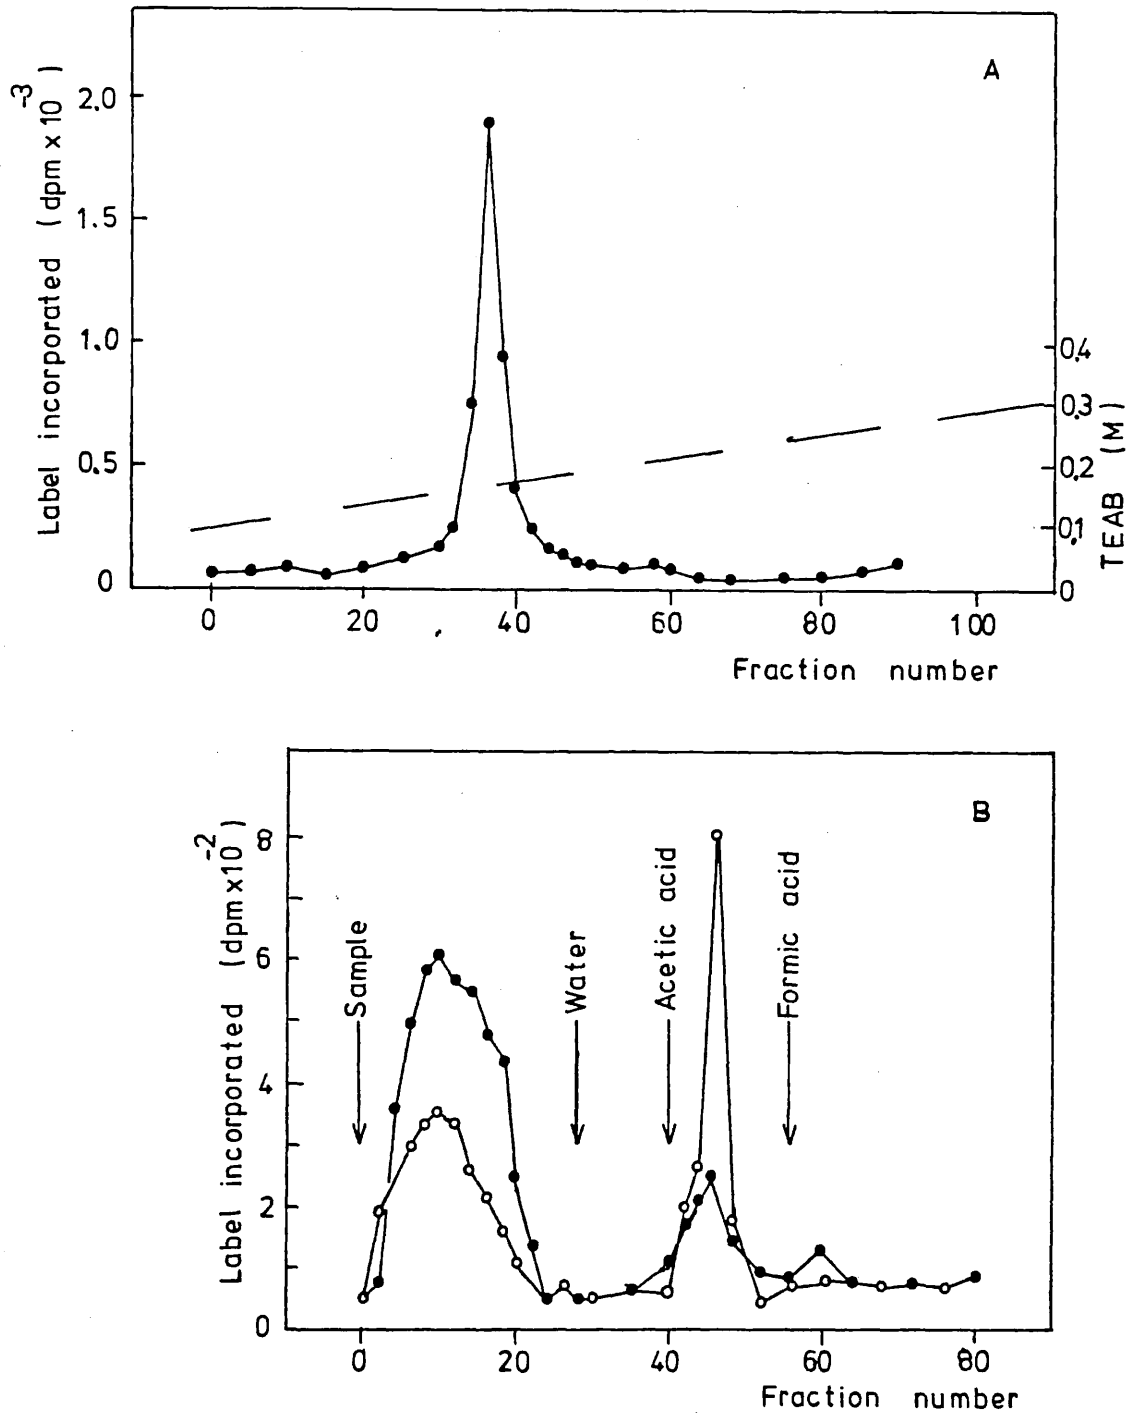 A
Label incorporated (dpm x 10⁻³)
2.0
1.5
1.0
0.5
0
0.4
0.3
0.2
0.1
0
TEAB (M)
0 20 40 60 80 100
Fraction number
B
Label incorporated (dpm x10⁻²)
8
6
4
2
0
Sample
Water
Acetic acid
Formic acid
0 20 40 60 80
Fraction number